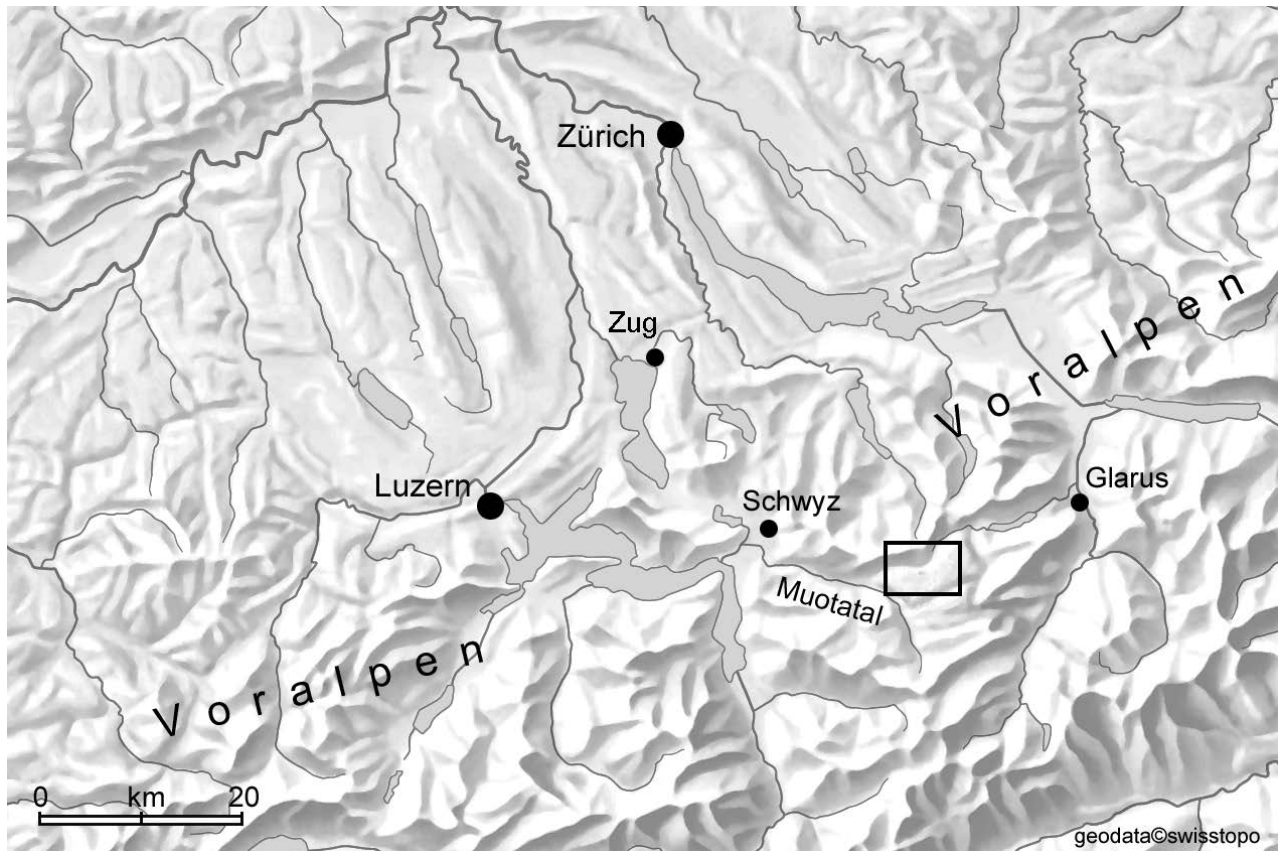 Zürich
Voralpen
Zug
Luzern
Glarus
Schwyz
Muotatal
Voralpen
0 km 20
geodata©swisstopo